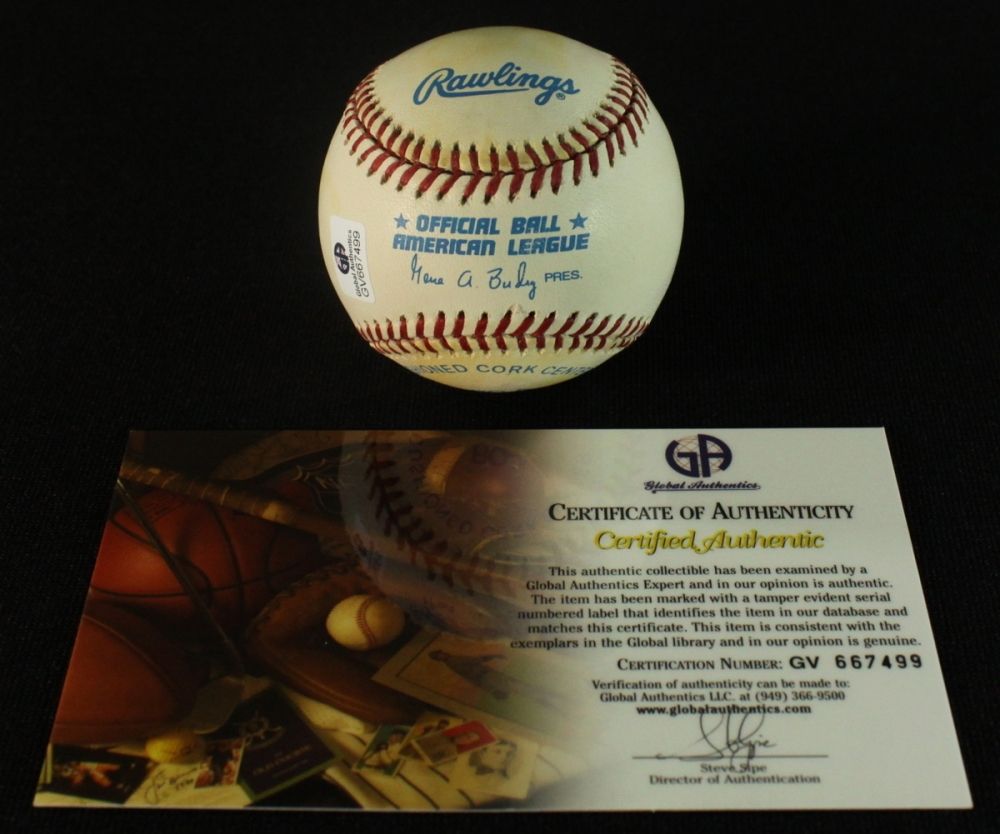 Rawlings®
★ OFFICIAL BALL ★
AMERICAN LEAGUE
Gene A. Budig PRES.
GA
Global Authentics
GV667499
IONED CORK CENTE
GA
Global Authentics
CERTIFICATE OF AUTHENTICITY
Certified Authentic
This authentic collectible has been examined by a
Global Authentics Expert and in our opinion is authentic.
The item has been marked with a tamper evident serial
numbered label that identifies the item in our database and
matches this certificate. This item is consistent with the
exemplars in the Global library and in our opinion is genuine.
CERTIFICATION NUMBER: GV 667499
Verification of authenticity can be made to:
Global Authentics LLC. at (949) 366-9500
www.globalauthentics.com
Steve Sipe
Director of Authentication